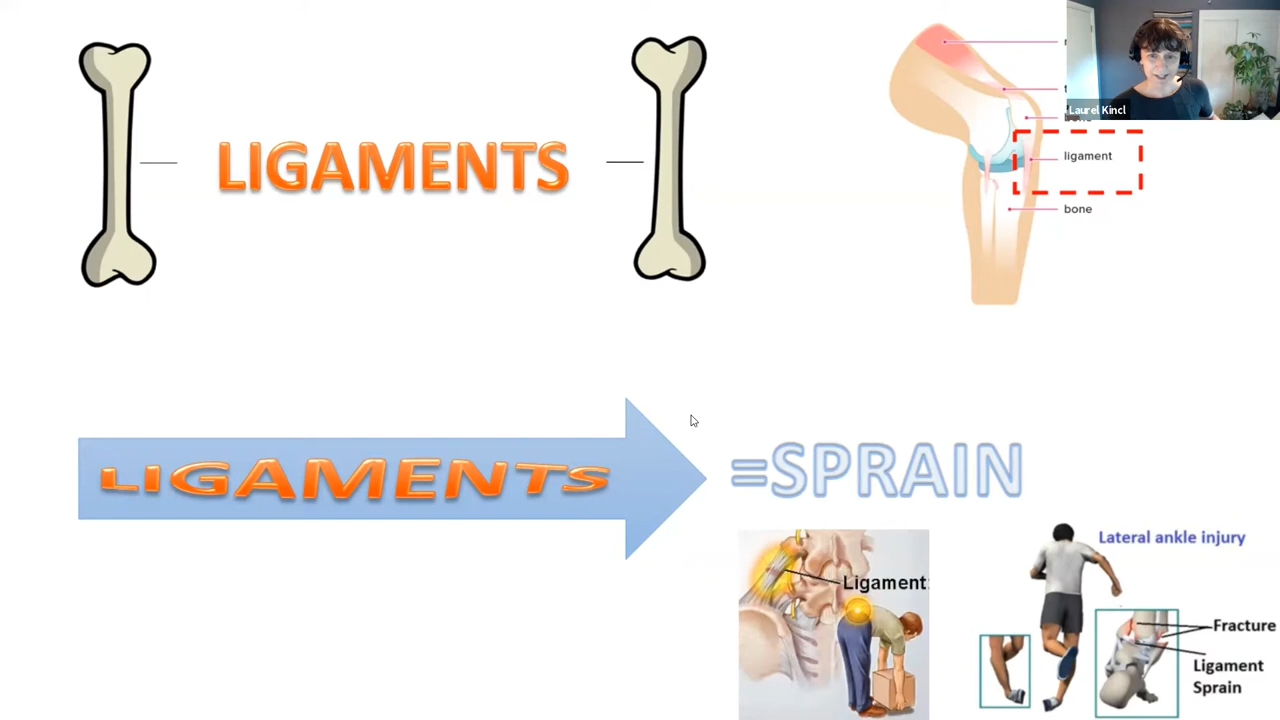 LIGAMENTS
Laurel Kincl
ligament
bone
LIGAMENTS
=SPRAIN
Ligament
Lateral ankle injury
Fracture
Ligament
Sprain